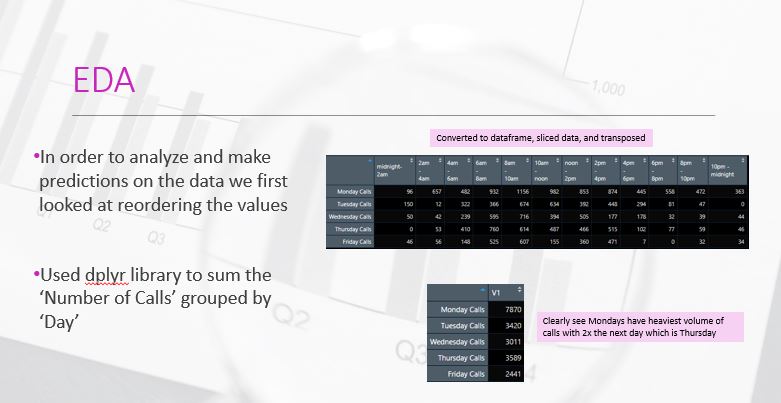 EDA
•In order to analyze and make
predictions on the data we first
looked at reordering the values
•Used dplyr library to sum the
‘Number of Calls’ grouped by
‘Day’
1,000
Converted to dataframe, sliced data, and transposed
midnight-2am 2am-4am 4am-6am 6am-8am 8am-10am 10am-noon noon-2pm 2pm-4pm 4pm-6pm 6pm-8pm 8pm-10pm 10pm-midnight
Monday Calls 96 657 482 932 1156 982 853 874 445 558 472 363
Tuesday Calls 150 12 322 366 674 634 392 448 294 81 47 0
Wednesday Calls 50 42 239 595 716 394 505 177 178 32 39 44
Thursday Calls 0 53 410 760 614 487 466 515 102 77 59 46
Friday Calls 46 56 148 525 607 155 360 471 7 0 32 34
V1
Monday Calls 7870
Tuesday Calls 3420
Wednesday Calls 3011
Thursday Calls 3589
Friday Calls 2441
Clearly see Mondays have heaviest volume of
calls with 2x the next day which is Thursday
Q1
Q2
Q3
Q2
Q3
4